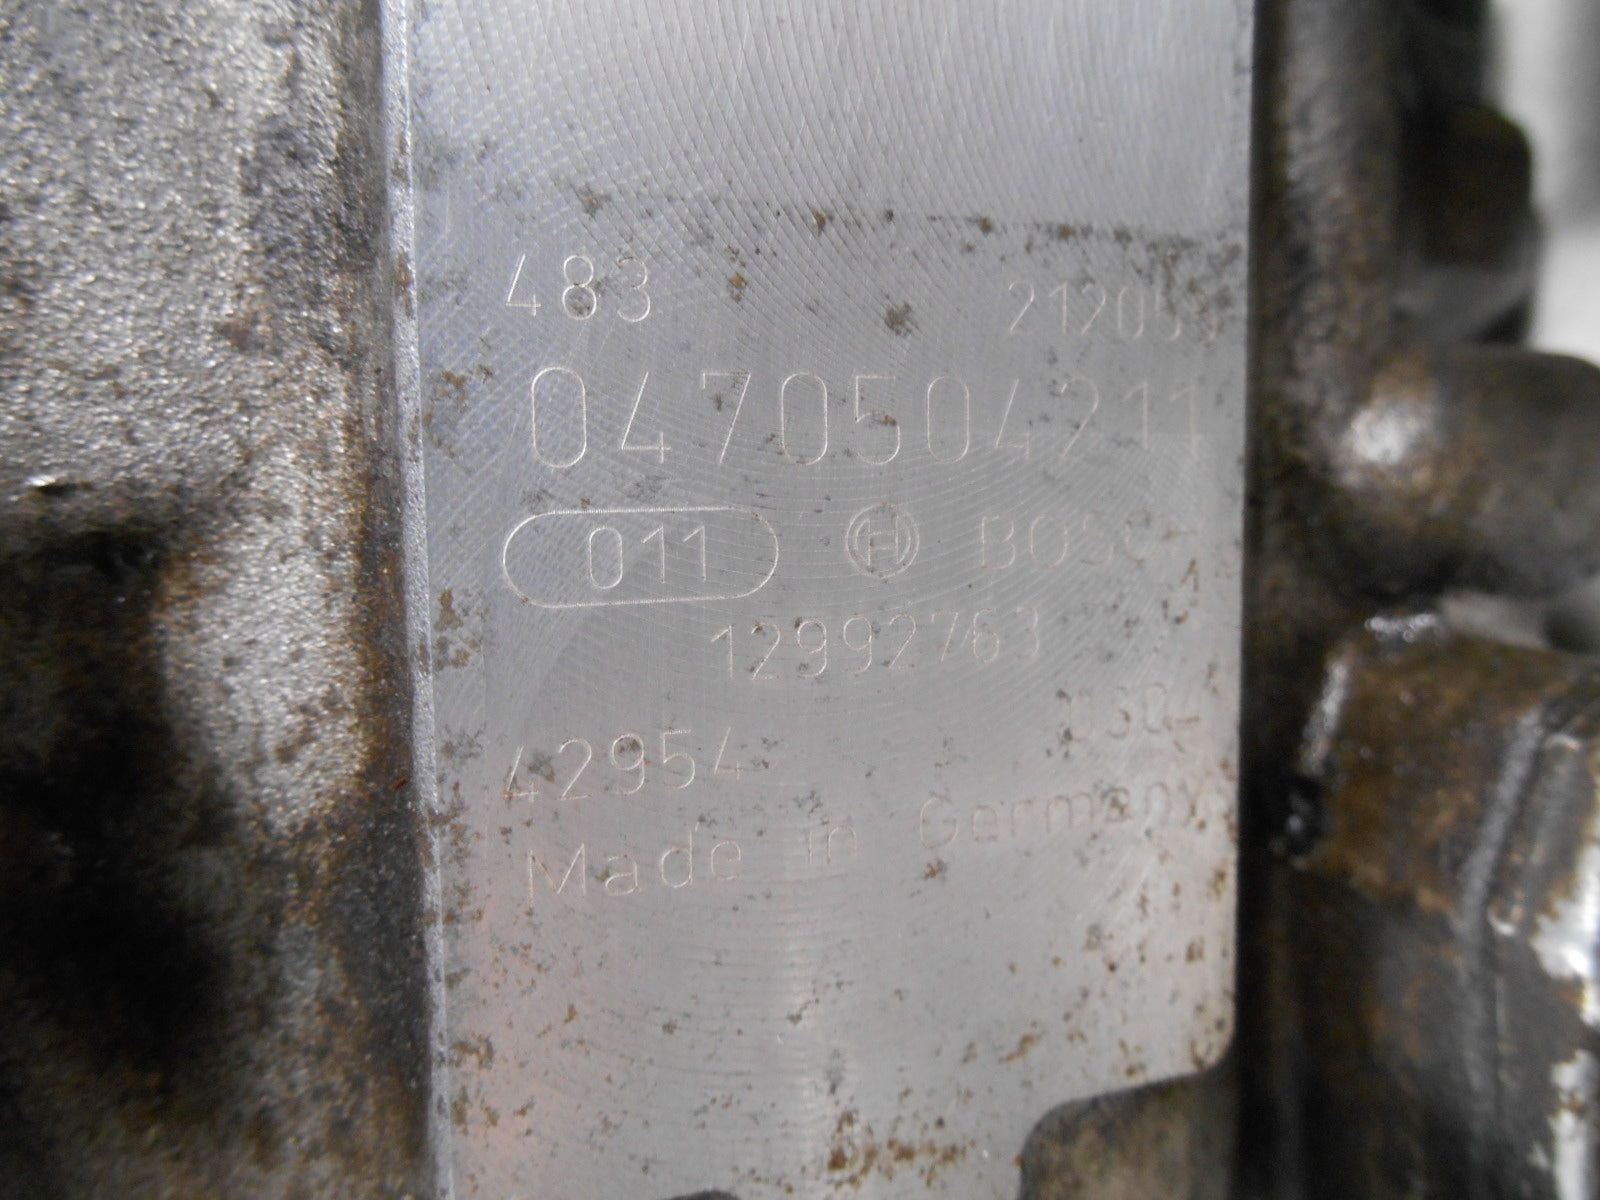 483
0470504211
011 BOSCH
12992763
42954
Made in Germany